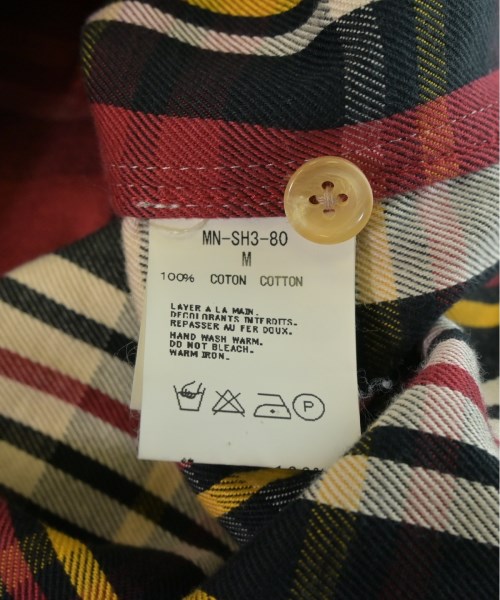 MN-SH3-80
M
100% COTON COTTON
LAYER A LA MAIN.
DECOLORANTS INTERDITS.
REPASSER AU FER DOUX.
HAND WASH WARM.
DO NOT BLEACH.
WARM IRON.
P